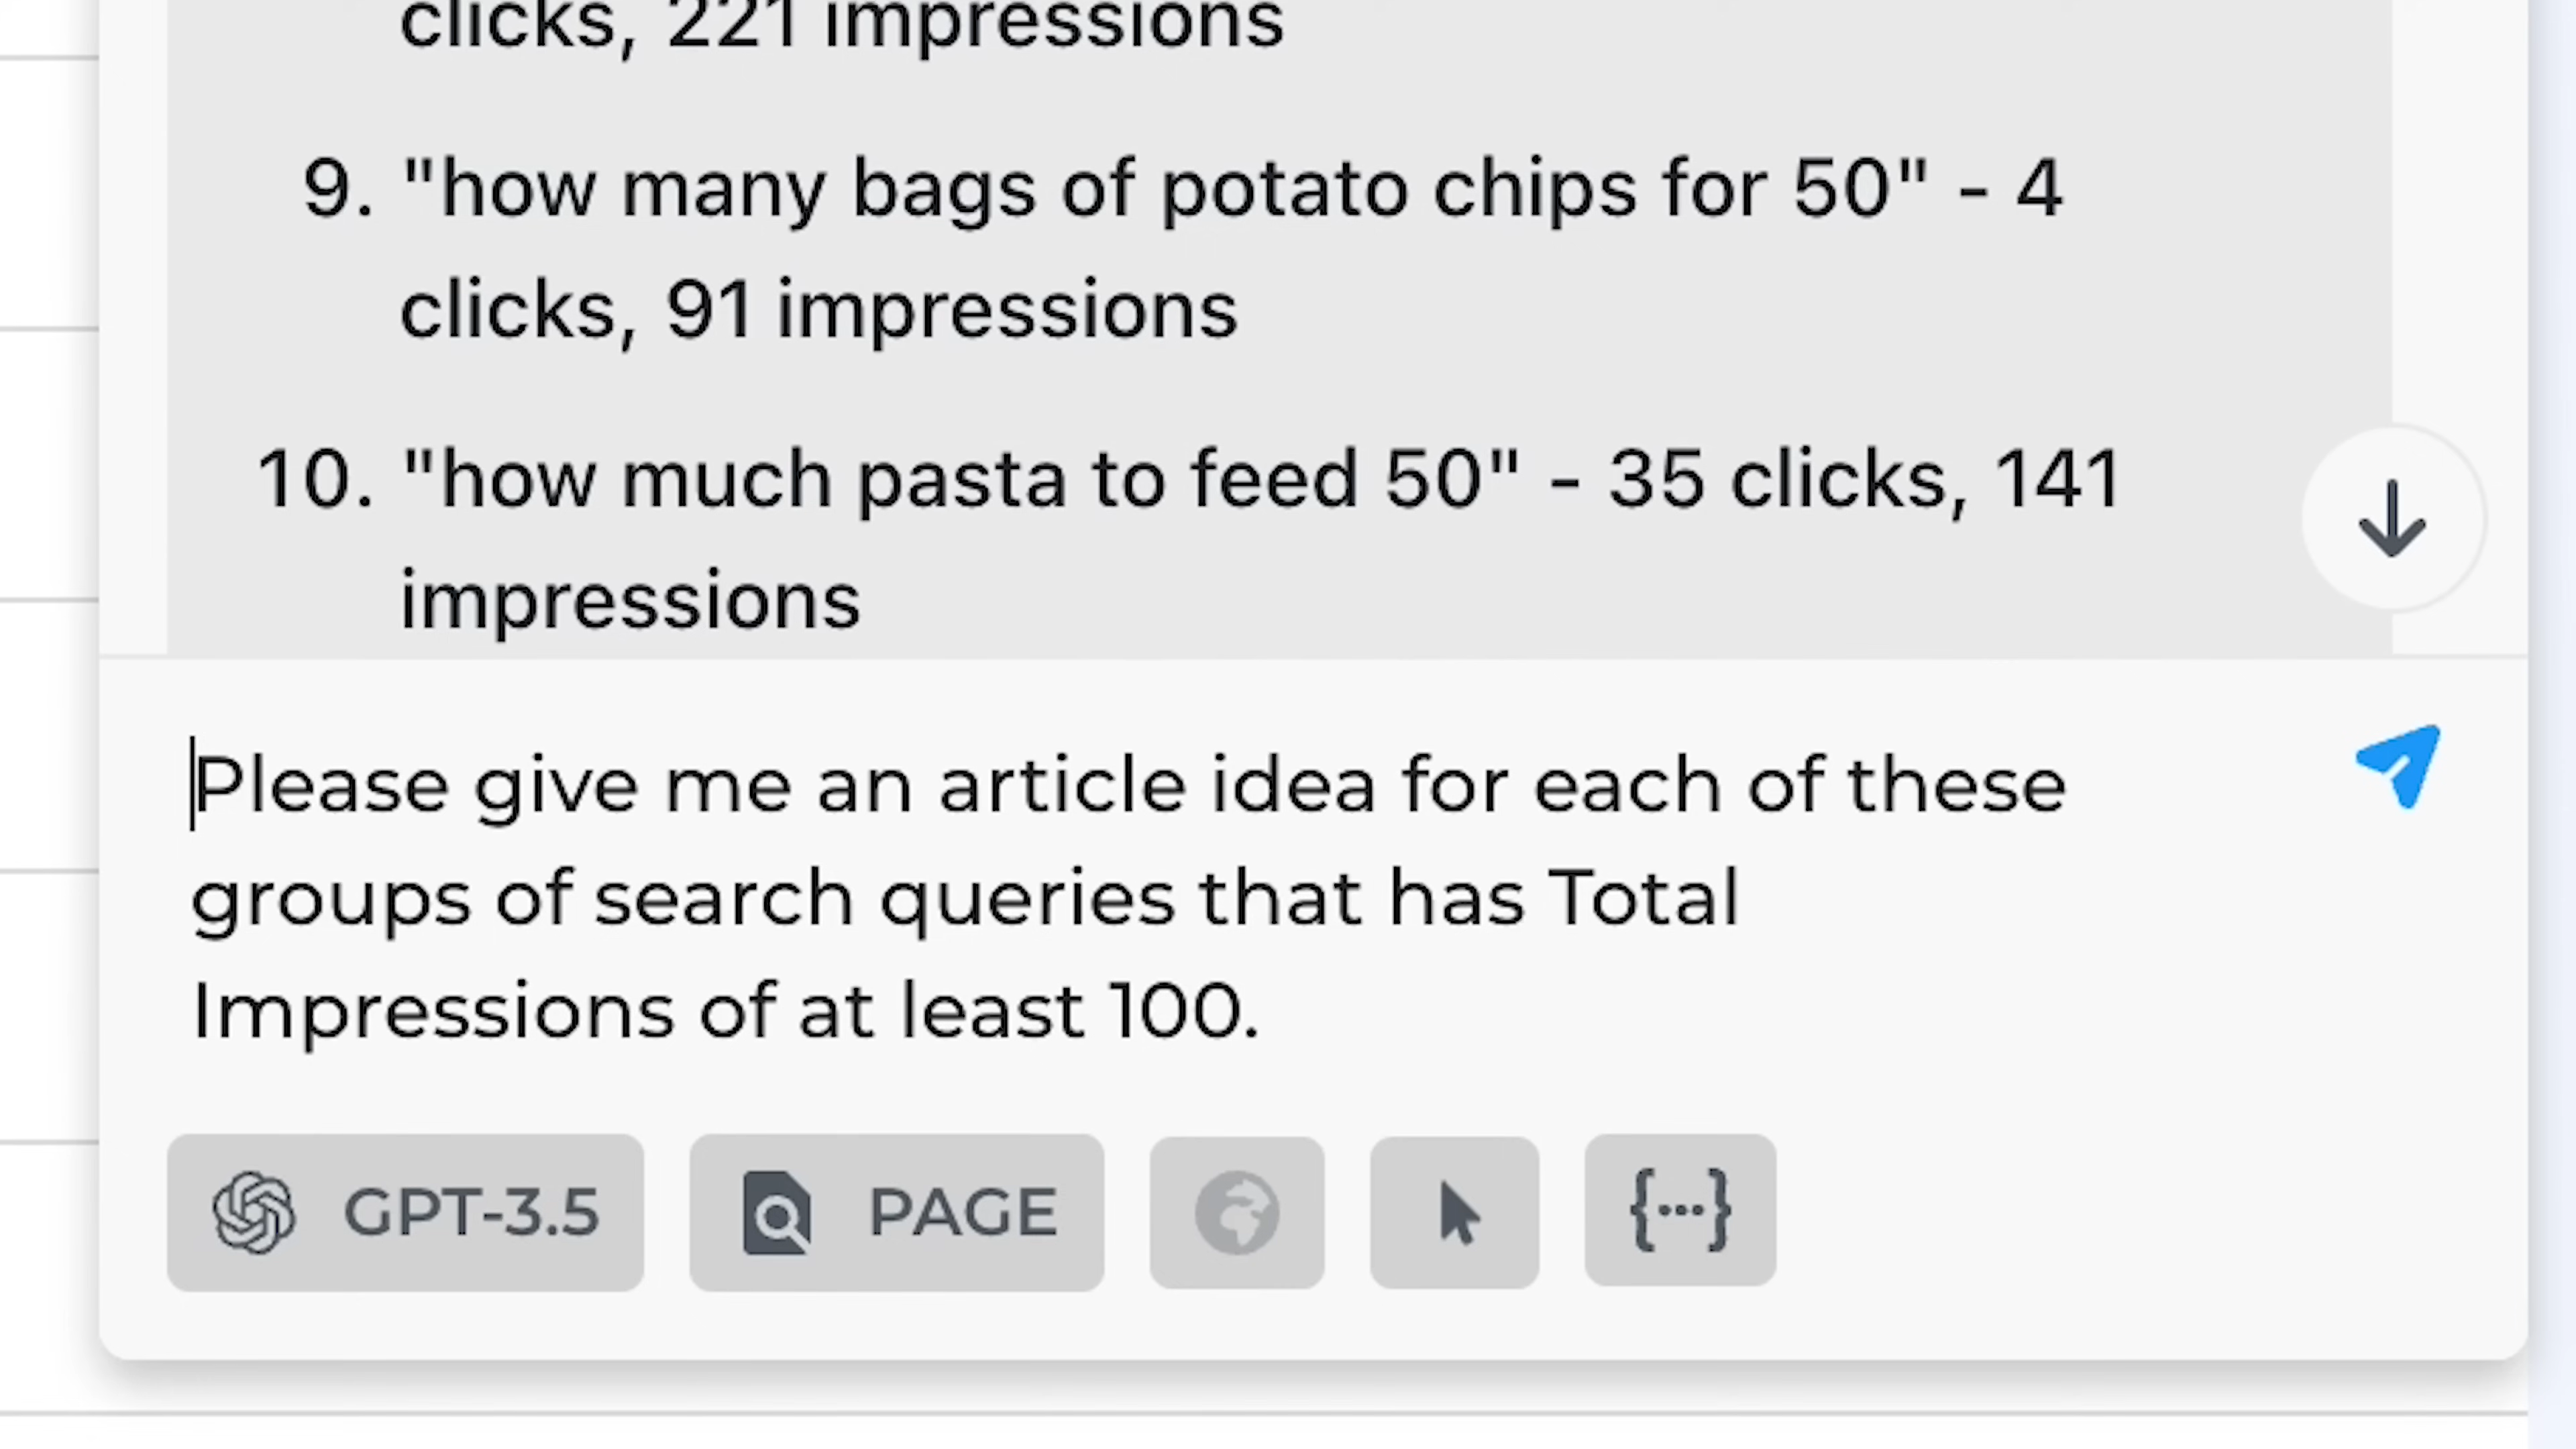 clicks, 221 impressions
9. "how many bags of potato chips for 50" - 4
clicks, 91 impressions
10. "how much pasta to feed 50" - 35 clicks, 141
impressions
Please give me an article idea for each of these
groups of search queries that has Total
Impressions of at least 100.
GPT-3.5 PAGE {···}